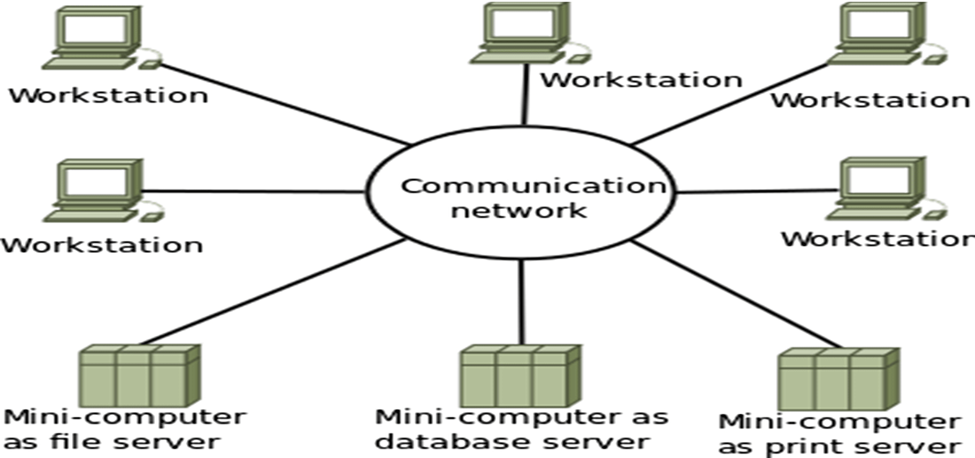 Workstation
Workstation
Workstation
Communication
network
Workstation
Workstation
Mini-computer
as file server
Mini-computer as
database server
Mini-computer
as print server